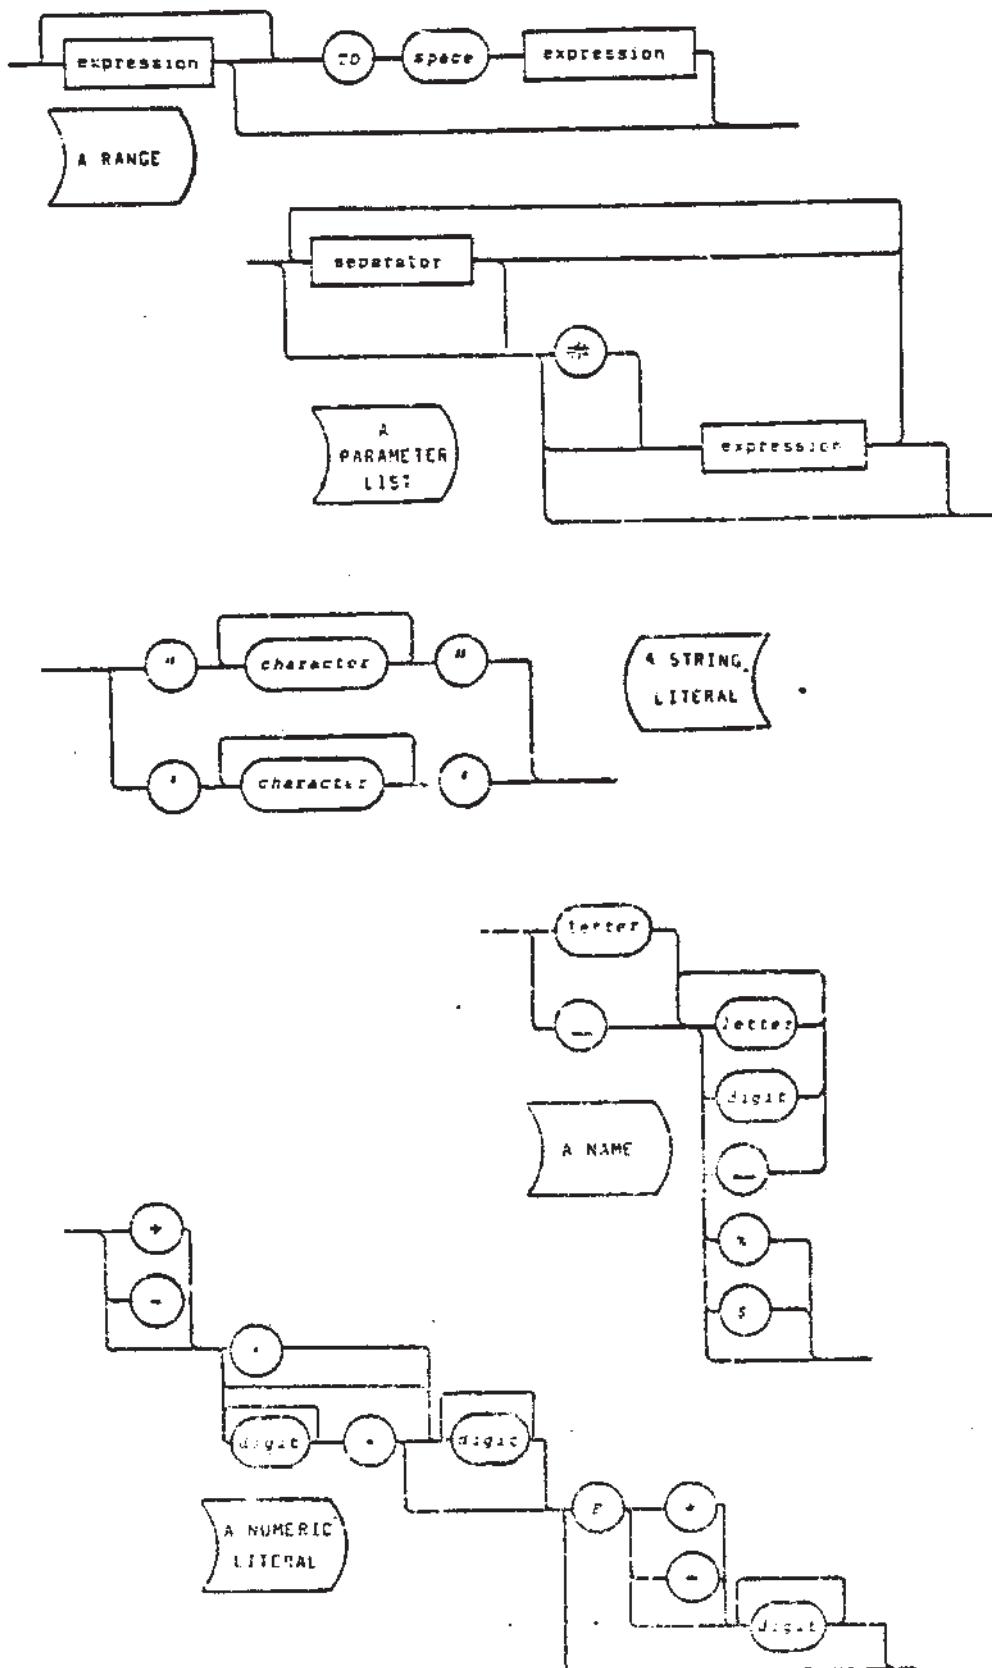 expression
TO
space
expression
A RANGE
separator
#
A
PARAMETER
LIST
expression
"
character
"
A STRING
LITERAL
'
character
'
letter
_
letter
digit
A NAME
_
+
%
-
$
.
digit
.
digit
E
+
A NUMERIC
LITERAL
-
digit